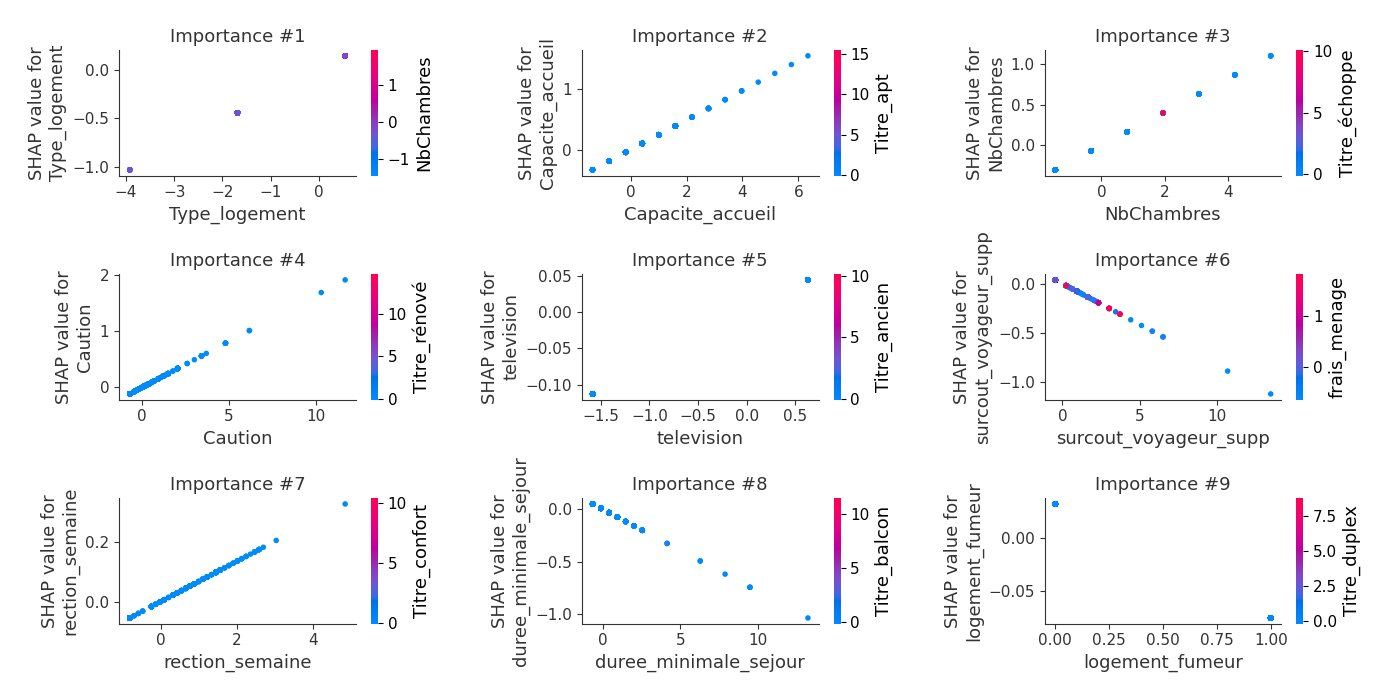 Importance #1
SHAP value for
Type_logement
0.0
−0.5
−1.0
−4
−3
−2
−1
0
Type_logement
1
0
−1
NbChambres
Importance #2
SHAP value for
Capacite_accueil
1
0
0
2
4
6
Capacite_accueil
15
10
5
0
Titre_apt
Importance #3
SHAP value for
NbChambres
1.0
0.5
0.0
0
2
4
NbChambres
10
5
0
Titre_échoppe
Importance #4
SHAP value for
Caution
2
1
0
0
5
10
Caution
10
5
0
Titre_rénové
Importance #5
SHAP value for
television
0.05
0.00
−0.05
−0.10
−1.5
−1.0
−0.5
0.0
0.5
television
10
5
0
Titre_ancien
Importance #6
SHAP value for
surcout_voyageur_supp
0.0
−0.5
−1.0
0
5
10
surcout_voyageur_supp
1
0
frais_menage
Importance #7
SHAP value for
rection_semaine
0.2
0.0
0
2
4
rection_semaine
10
5
0
Titre_confort
Importance #8
SHAP value for
duree_minimale_sejour
0.0
−0.5
−1.0
0
5
10
duree_minimale_sejour
10
5
0
Titre_balcon
Importance #9
SHAP value for
logement_fumeur
0.00
−0.05
0.00
0.25
0.50
0.75
1.00
logement_fumeur
7.5
5.0
2.5
0.0
Titre_duplex